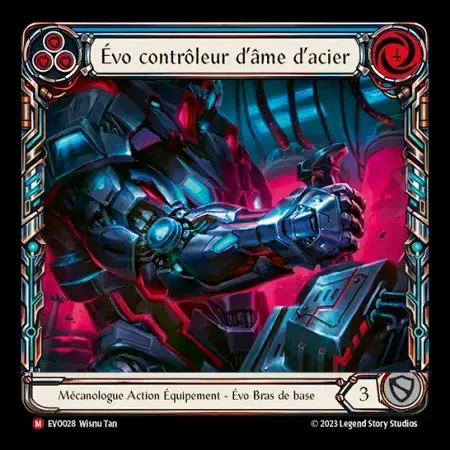 Évo contrôleur d'âme d'acier
Mécanologue Action Équipement - Évo Bras de base
3
M EVO028 Wisnu Tan
© 2023 Legend Story Studios